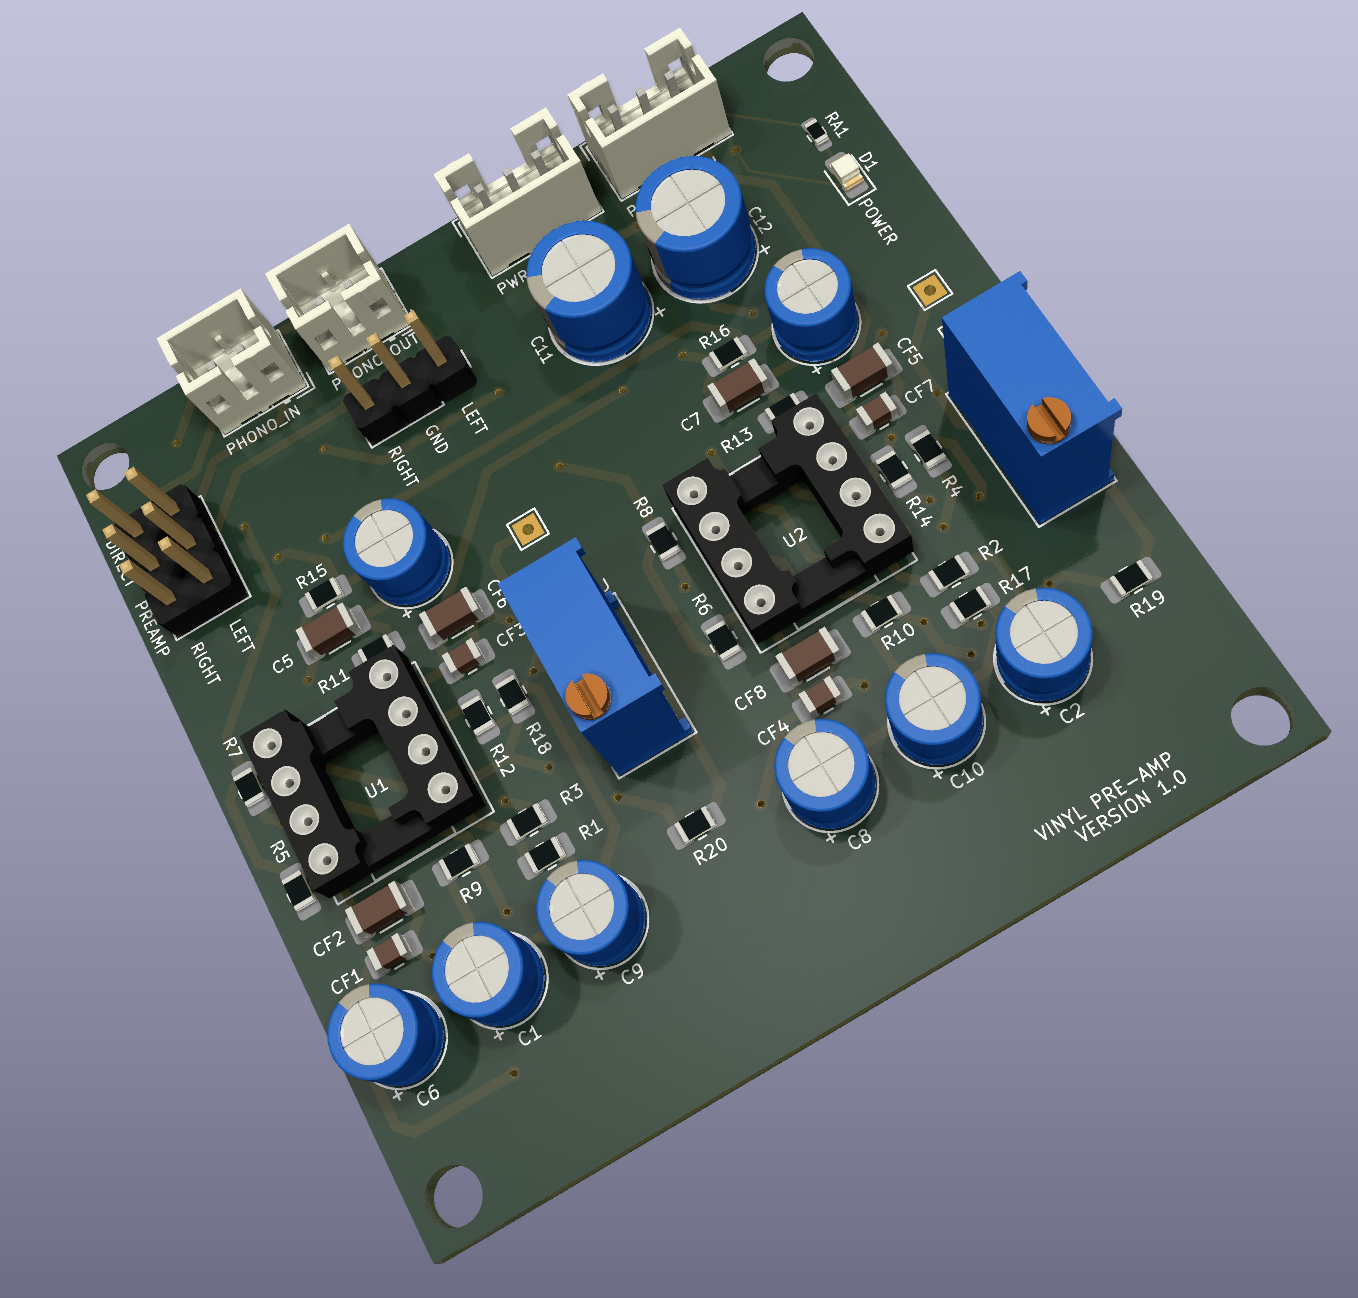 RA1
D1
POWER
C12
+
PWR
C11
+
R16
+
CF5
CF7
C7
PHONO_OUT
PHONO_IN
LEFT
GND
RIGHT
R13
R4
R14
R8
U2
R2
R17
R19
R6
R10
PREAMP
RIGHT
LEFT
R15
+
CF6
C5
R11
R18
R12
R7
U1
CF8
CF4
+ C2
+ C10
+ C8
R3
R1
R20
R5
R9
VINYL PRE-AMP
VERSION 1.0
CF2
CF1
+ C9
+ C1
+ C6